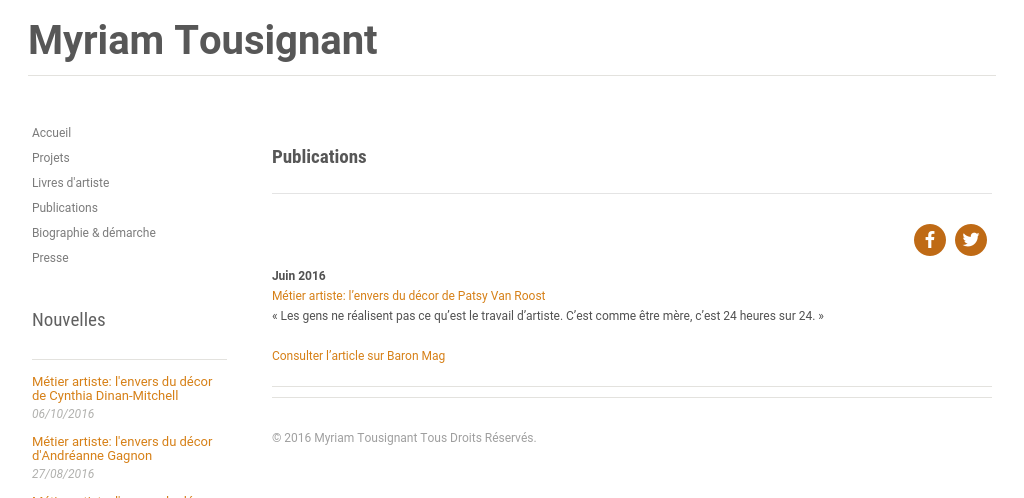 Myriam Tousignant
Accueil
Projets
Livres d'artiste
Publications
Biographie & démarche
Presse
Nouvelles
Métier artiste: l'envers du décor
de Cynthia Dinan-Mitchell
06/10/2016
Métier artiste: l'envers du décor
d'Andréanne Gagnon
27/08/2016
Publications
Juin 2016
Métier artiste: l’envers du décor de Patsy Van Roost
« Les gens ne réalisent pas ce qu’est le travail d’artiste. C’est comme être mère, c’est 24 heures sur 24. »
Consulter l’article sur Baron Mag
© 2016 Myriam Tousignant Tous Droits Réservés.